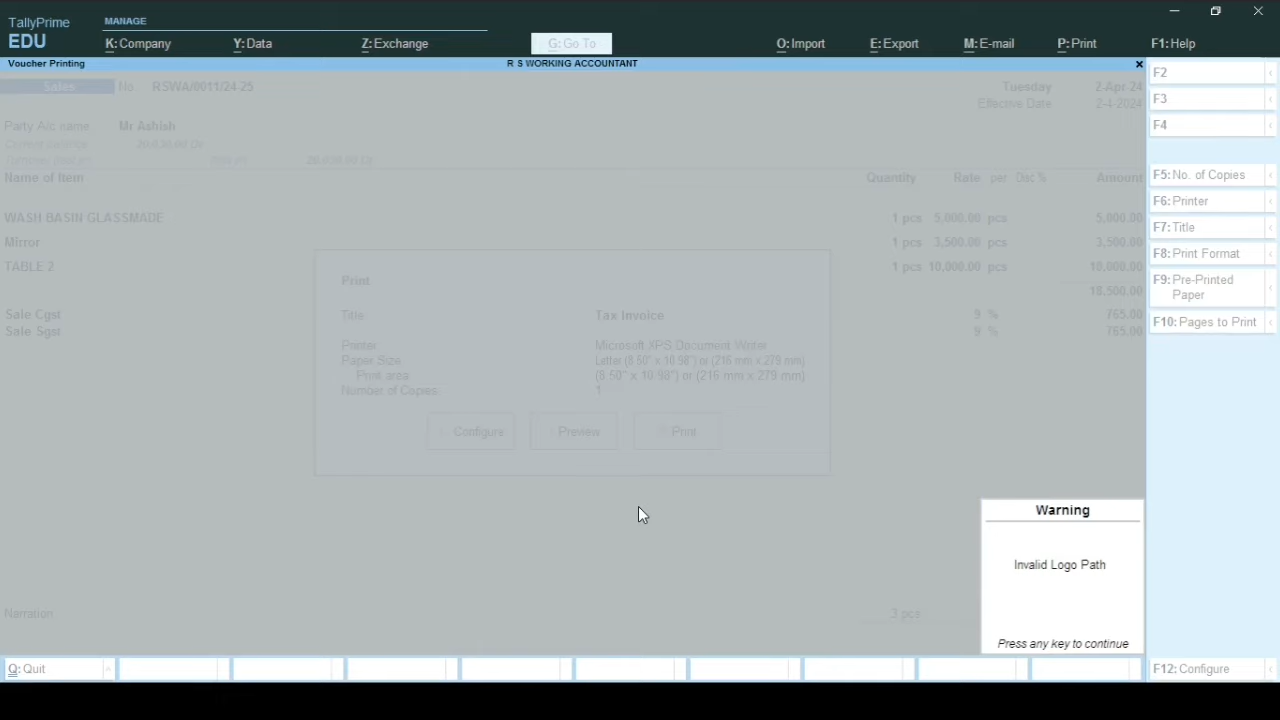 TallyPrime
EDU
MANAGE
K: Company
Y: Data
Z: Exchange
G: Go To
O: Import
E: Export
M: E-mail
P: Print
F1: Help
Voucher Printing
R S WORKING ACCOUNTANT
×
Sales No RSWA/0011/24-25
Tuesday 2-Apr-24
Effective Date 2-4-2024
Party A/c name Mr Ashish
Current balance
Name of Item Quantity Rate per Disc % Amount
WASH BASIN GLASSMADE 1 pcs 5,000.00 pcs 5,000.00
Mirror 1 pcs 3,500.00 pcs 3,500.00
TABLE 2 1 pcs 10,000.00 pcs 10,000.00
18,500.00
Sale Cgst 9 % 765.00
Sale Sgst 9 % 765.00
Print
Title Tax Invoice
Printer Microsoft XPS Document Writer
Paper Size Letter (8.50" x 10.98") or (216 mm x 279 mm)
Print area (8.50" x 10.98") or (216 mm x 279 mm)
Number of Copies 1
Configure Preview Print
Warning
Invalid Logo Path
Press any key to continue
Narration 3 pcs
Q: Quit
F2
F3
F4
F5: No. of Copies
F6: Printer
F7: Title
F8: Print Format
F9: Pre-Printed
Paper
F10: Pages to Print
F12: Configure